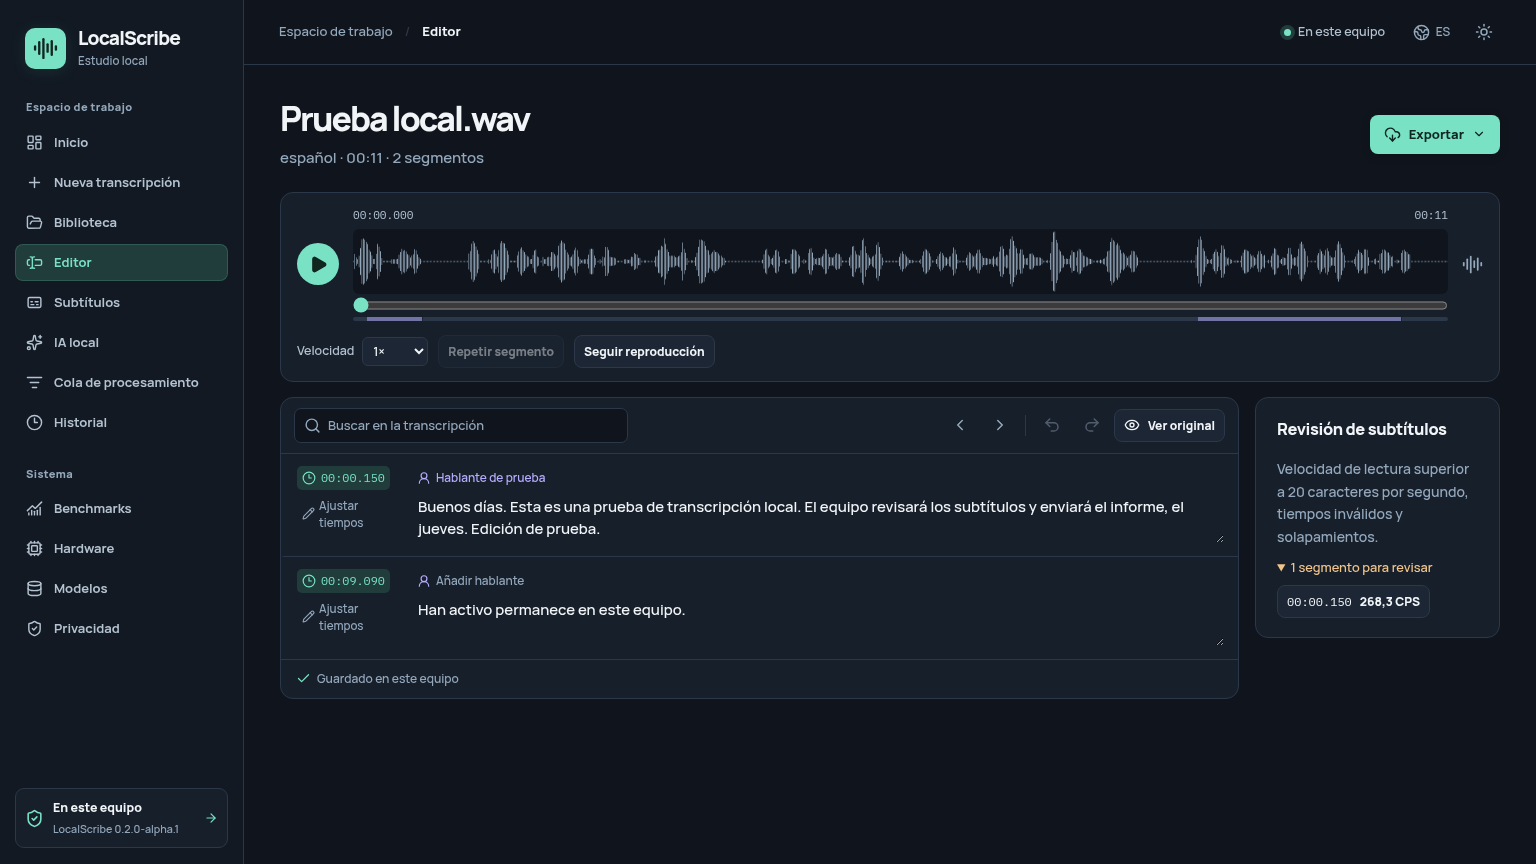 LocalScribe
Estudio local
Espacio de trabajo
Inicio
Nueva transcripción
Biblioteca
Editor
Subtítulos
IA local
Cola de procesamiento
Historial
Sistema
Benchmarks
Hardware
Modelos
Privacidad
En este equipo
LocalScribe 0.2.0-alpha.1
Espacio de trabajo / Editor
En este equipo
ES
Prueba local.wav
español · 00:11 · 2 segmentos
Exportar
00:00.000
00:11
Velocidad
1×
Repetir segmento
Seguir reproducción
Buscar en la transcripción
Ver original
00:00.150
Ajustar
tiempos
Hablante de prueba
Buenos días. Esta es una prueba de transcripción local. El equipo revisará los subtítulos y enviará el informe, el
jueves. Edición de prueba.
00:09.090
Ajustar
tiempos
Añadir hablante
Han activo permanece en este equipo.
Guardado en este equipo
Revisión de subtítulos
Velocidad de lectura superior
a 20 caracteres por segundo,
tiempos inválidos y
solapamientos.
1 segmento para revisar
00:00.150 268,3 CPS